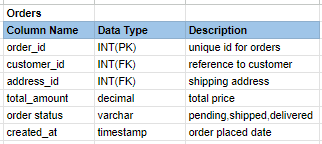 Orders
Column Name Data Type Description
order_id INT(PK) unique id for orders
customer_id INT(FK) reference to customer
address_id INT(FK) shipping address
total_amount decimal total price
order status varchar pending,shipped,delivered
created_at timestamp order placed date